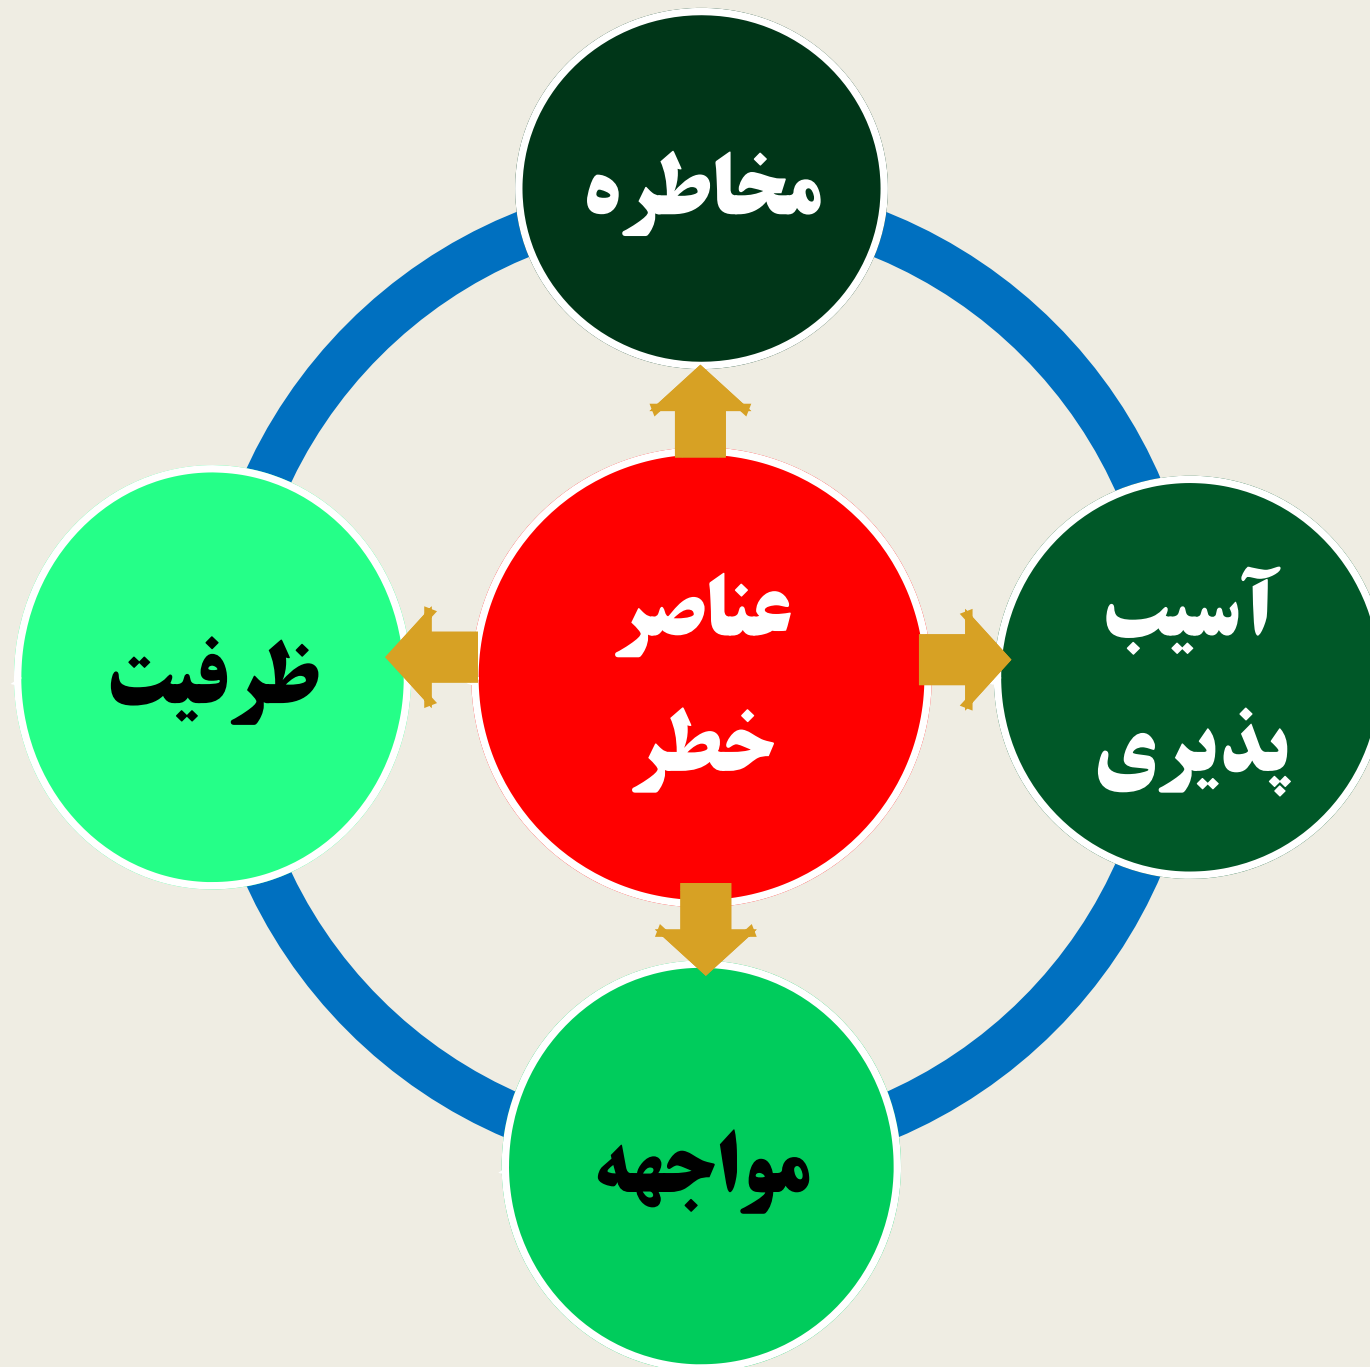 مخاطره
عناصر
خطر
آسیب
پذیری
ظرفیت
مواجهه